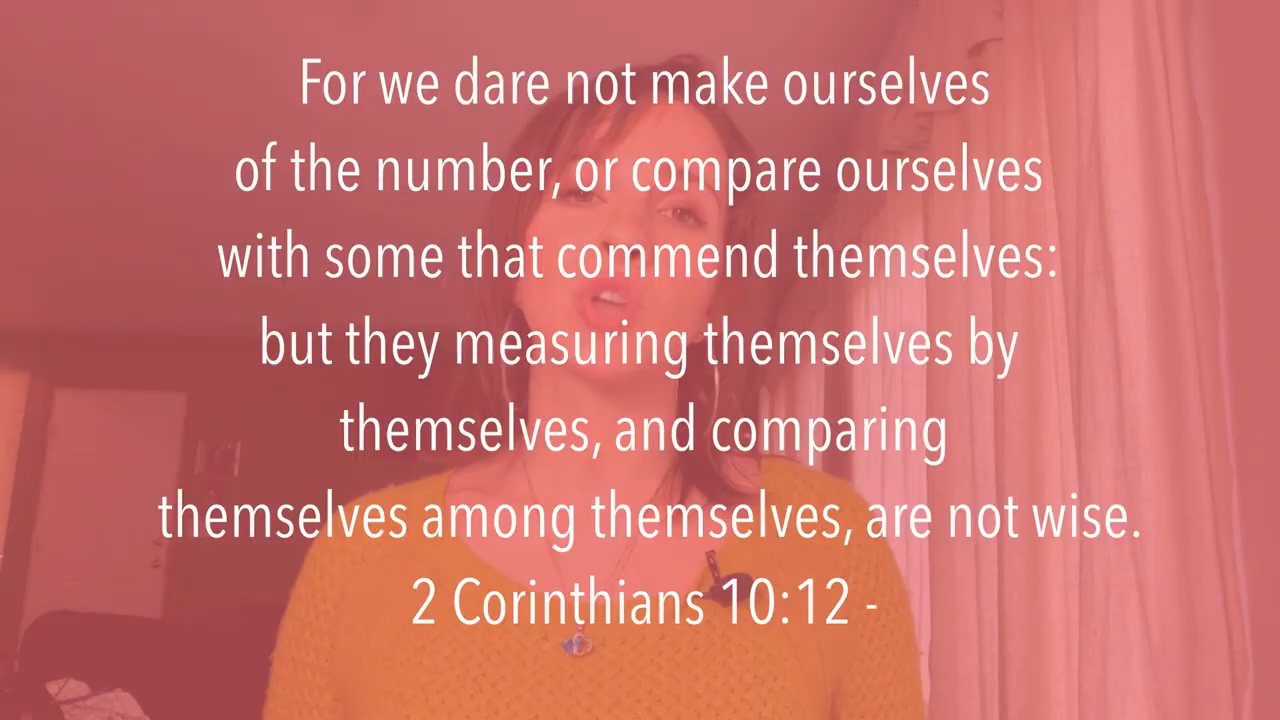 For we dare not make ourselves
of the number, or compare ourselves
with some that commend themselves:
but they measuring themselves by
themselves, and comparing
themselves among themselves, are not wise.
2 Corinthians 10:12 -